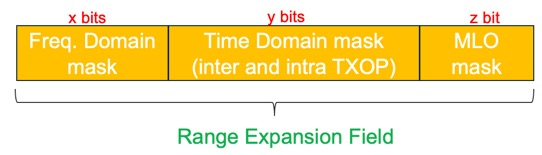 x bits
y bits
z bit
Freq. Domain
mask
Time Domain mask
(inter and intra TXOP)
MLO
mask
Range Expansion Field